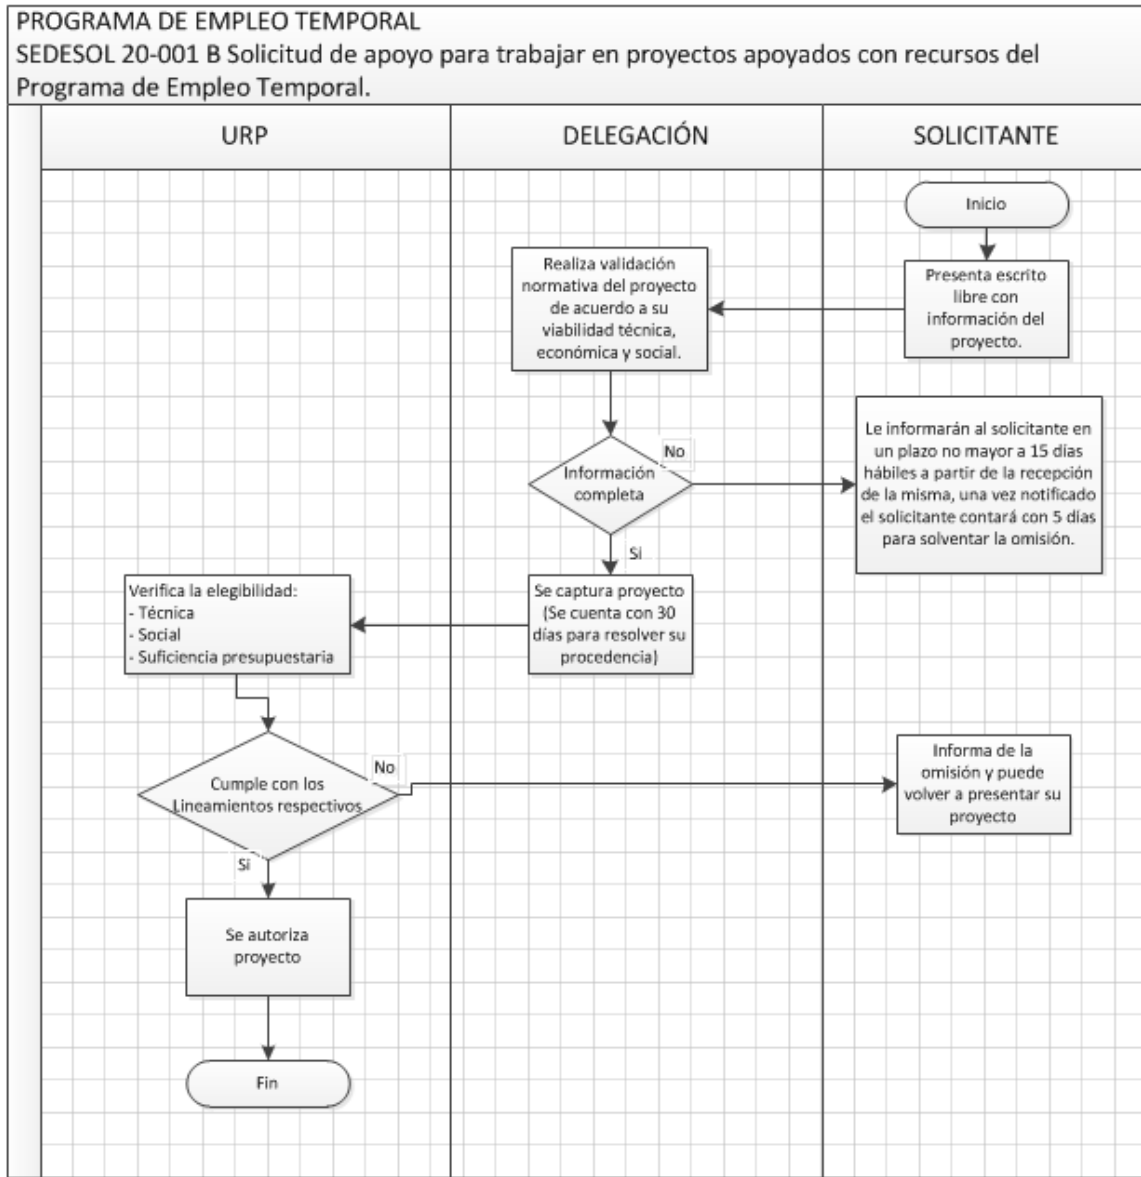 PROGRAMA DE EMPLEO TEMPORAL
SEDESOL 20-001 B Solicitud de apoyo para trabajar en proyectos apoyados con recursos del
Programa de Empleo Temporal.
URP
DELEGACIÓN
SOLICITANTE
Inicio
Presenta escrito
libre con
información del
proyecto.
Realiza validación
normativa del proyecto
de acuerdo a su
viabilidad técnica,
económica y social.
Información
completa
No
Le informarán al solicitante en
un plazo no mayor a 15 días
hábiles a partir de la recepción
de la misma, una vez notificado
el solicitante contará con 5 días
para solventar la omisión.
Si
Se captura proyecto
(Se cuenta con 30
días para resolver su
procedencia)
Verifica la elegibilidad:
- Técnica
- Social
- Suficiencia presupuestaria
Cumple con los
Lineamientos respectivos
No
Informa de la
omisión y puede
volver a presentar su
proyecto
Si
Se autoriza
proyecto
Fin